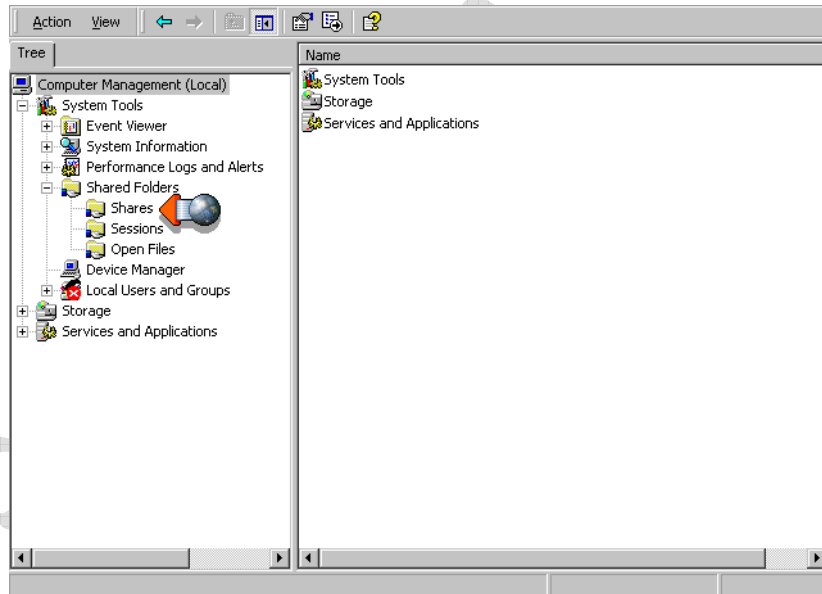 Action View
Tree
Name
Computer Management (Local)
System Tools
Event Viewer
System Information
Performance Logs and Alerts
Shared Folders
Shares
Sessions
Open Files
Device Manager
Local Users and Groups
Storage
Services and Applications
System Tools
Storage
Services and Applications